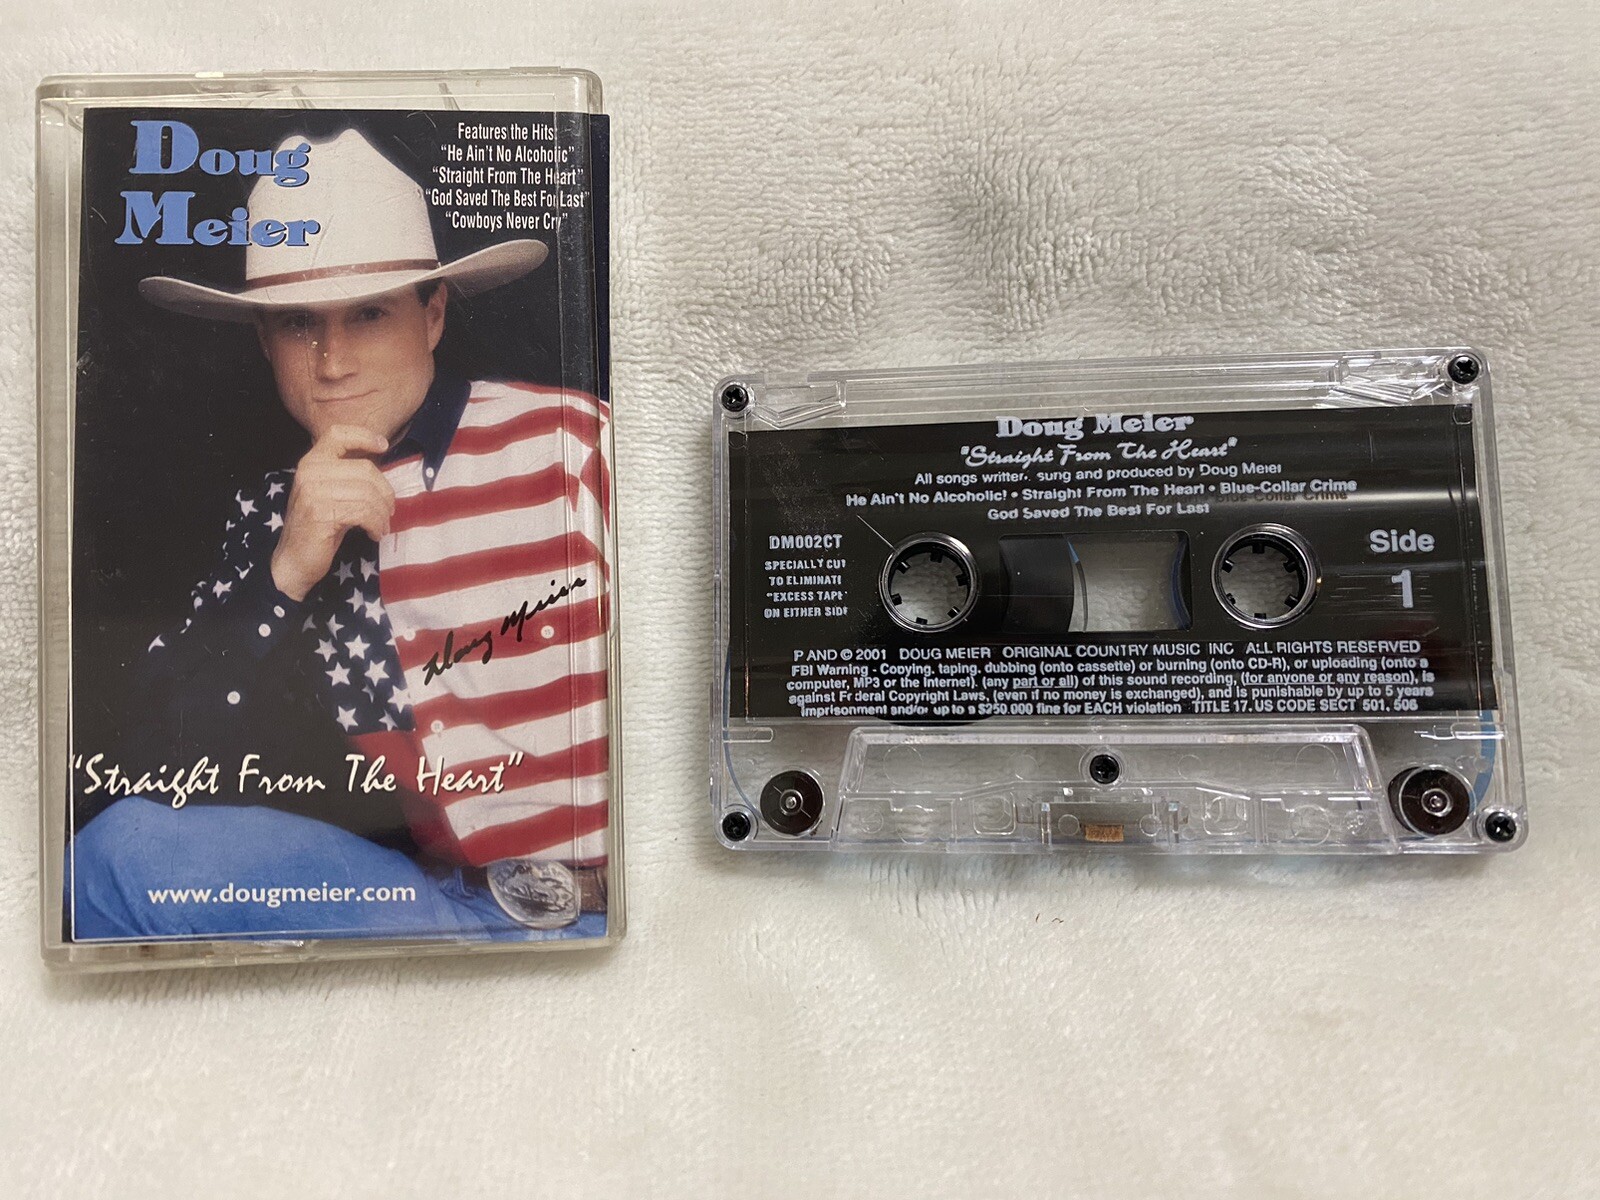 Doug
Meier
Features the Hits:
"He Ain't No Alcoholic"
"Straight From The Heart"
"God Saved The Best For Last"
"Cowboys Never Cry"
Doug Meier
"Straight From The Heart"
www.dougmeier.com
Doug Meier
"Straight From The Heart"
All songs written, sung and produced by Doug Meier
He Ain't No Alcoholic! • Straight From The Heart • Blue-Collar Crime
God Saved The Best For Last
DM002CT
SPECIALLY CUT
TO ELIMINATE
"EXCESS TAPE"
ON EITHER SIDE
Side
1
P AND © 2001 DOUG MEIER ORIGINAL COUNTRY MUSIC INC ALL RIGHTS RESERVED
FBI Warning - Copying, taping, dubbing (onto cassette) or burning (onto CD-R), or uploading (onto a
computer, MP3 or the Internet), (any part or all) of this sound recording, (for anyone or any reason), is
against Federal Copyright Laws, (even if no money is exchanged), and is punishable by up to 5 years
imprisonment and/or up to a $250,000 fine for EACH violation TITLE 17, US CODE SECT 501, 506